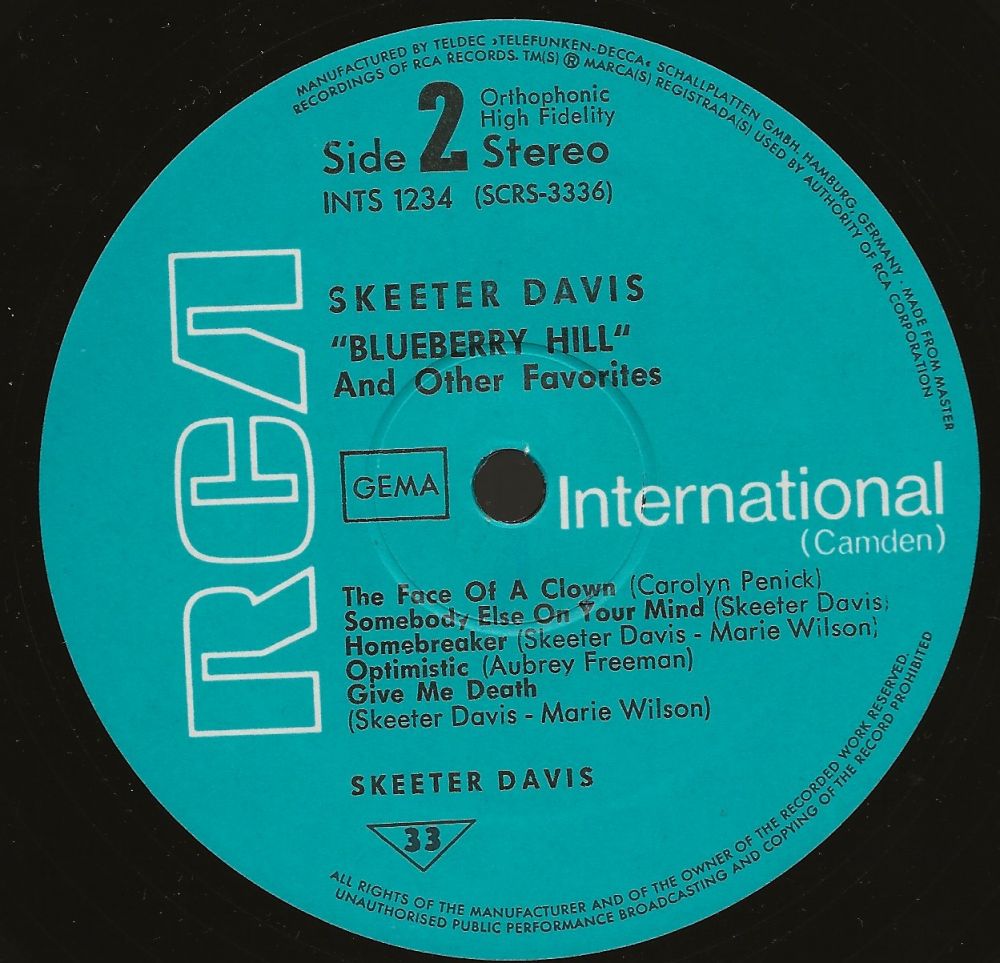 MANUFACTURED BY TELDEC ›TELEFUNKEN-DECCA‹ SCHALLPLATTEN GMBH, HAMBURG, GERMANY · MADE FROM MASTER
RECORDINGS OF RCA RECORDS. TM(S) ® MARCA(S) REGISTRADA(S) USED BY AUTHORITY OF RCA CORPORATION
Side 2 Orthophonic
High Fidelity
Stereo
INTS 1234 (SCRS-3336)
SKEETER DAVIS
"BLUEBERRY HILL"
And Other Favorites
RCA
GEMA
International
(Camden)
The Face Of A Clown (Carolyn Penick)
Somebody Else On Your Mind (Skeeter Davis)
Homebreaker (Skeeter Davis - Marie Wilson)
Optimistic (Aubrey Freeman)
Give Me Death
(Skeeter Davis - Marie Wilson)
SKEETER DAVIS
33
ALL RIGHTS OF THE MANUFACTURER AND OF THE OWNER OF THE RECORDED WORK RESERVED.
UNAUTHORISED PUBLIC PERFORMANCE BROADCASTING AND COPYING OF THE RECORD PROHIBITED